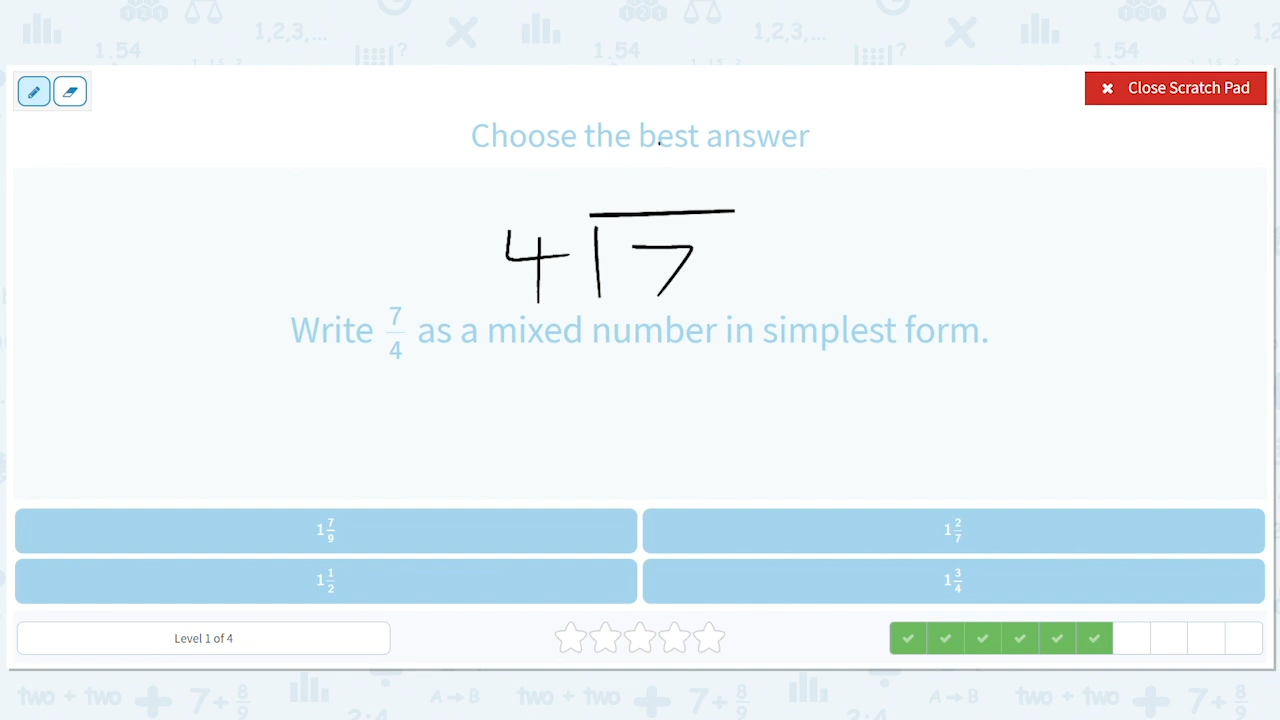 Close Scratch Pad
Choose the best answer
4 7
Write 7/4 as a mixed number in simplest form.
1 7/9
1 2/7
1 1/2
1 3/4
Level 1 of 4